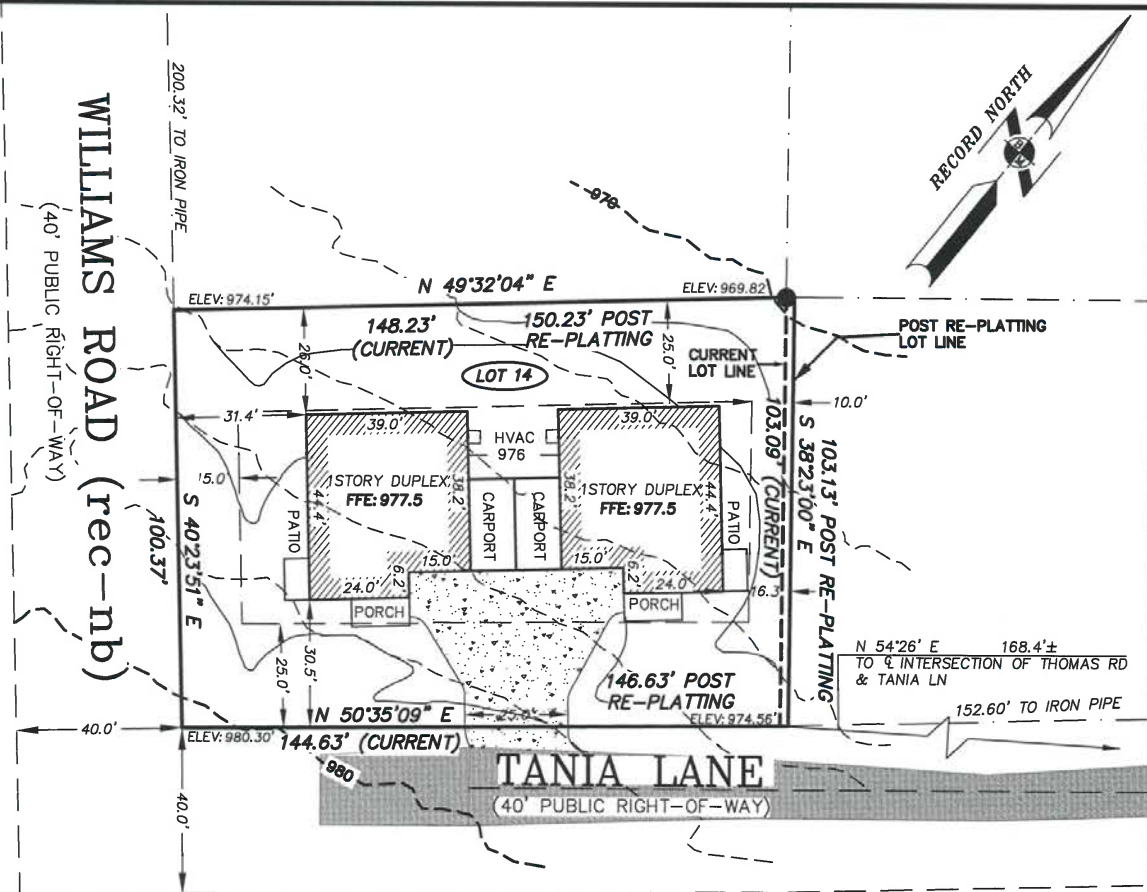 RECORD NORTH
BM
200.32' TO IRON PIPE
WILLIAMS ROAD (rec-nb)
(40' PUBLIC RIGHT-OF-WAY)
970
N 49°32'04" E
ELEV: 974.15'
ELEV: 969.82'
148.23'
(CURRENT)
150.23' POST
RE-PLATTING
LOT 14
26.0'
25.0'
CURRENT
LOT LINE
POST RE-PLATTING
LOT LINE
10.0'
31.4'
15.0'
39.0'
39.0'
HVAC
976
1STORY DUPLEX
FFE: 977.5
1STORY DUPLEX
FFE: 977.5
44.4'
38.2'
38.2'
44.4'
CARPORT
CARPORT
PATIO
PATIO
15.0'
15.0'
6.2'
6.2'
24.0'
24.0'
PORCH
PORCH
16.3'
S 40°23'51" E
100.37'
103.09' (CURRENT)
S 38°23'00" E
103.13' POST RE-PLATTING
30.5'
25.0'
25.0'
146.63' POST
RE-PLATTING
N 50°35'09" E
144.63' (CURRENT)
ELEV: 980.30'
ELEV: 974.56'
N 54°26' E 168.4'±
TO ℄ INTERSECTION OF THOMAS RD
& TANIA LN
152.60' TO IRON PIPE
40.0'
40.0'
980
TANIA LANE
(40' PUBLIC RIGHT-OF-WAY)